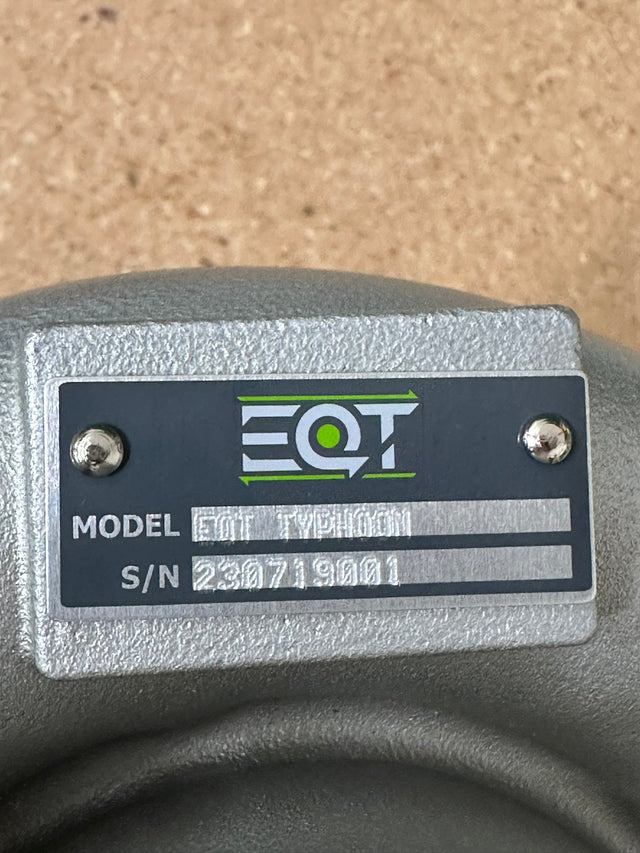 EQT
MODEL EQT TYPHOON
S/N 230719001